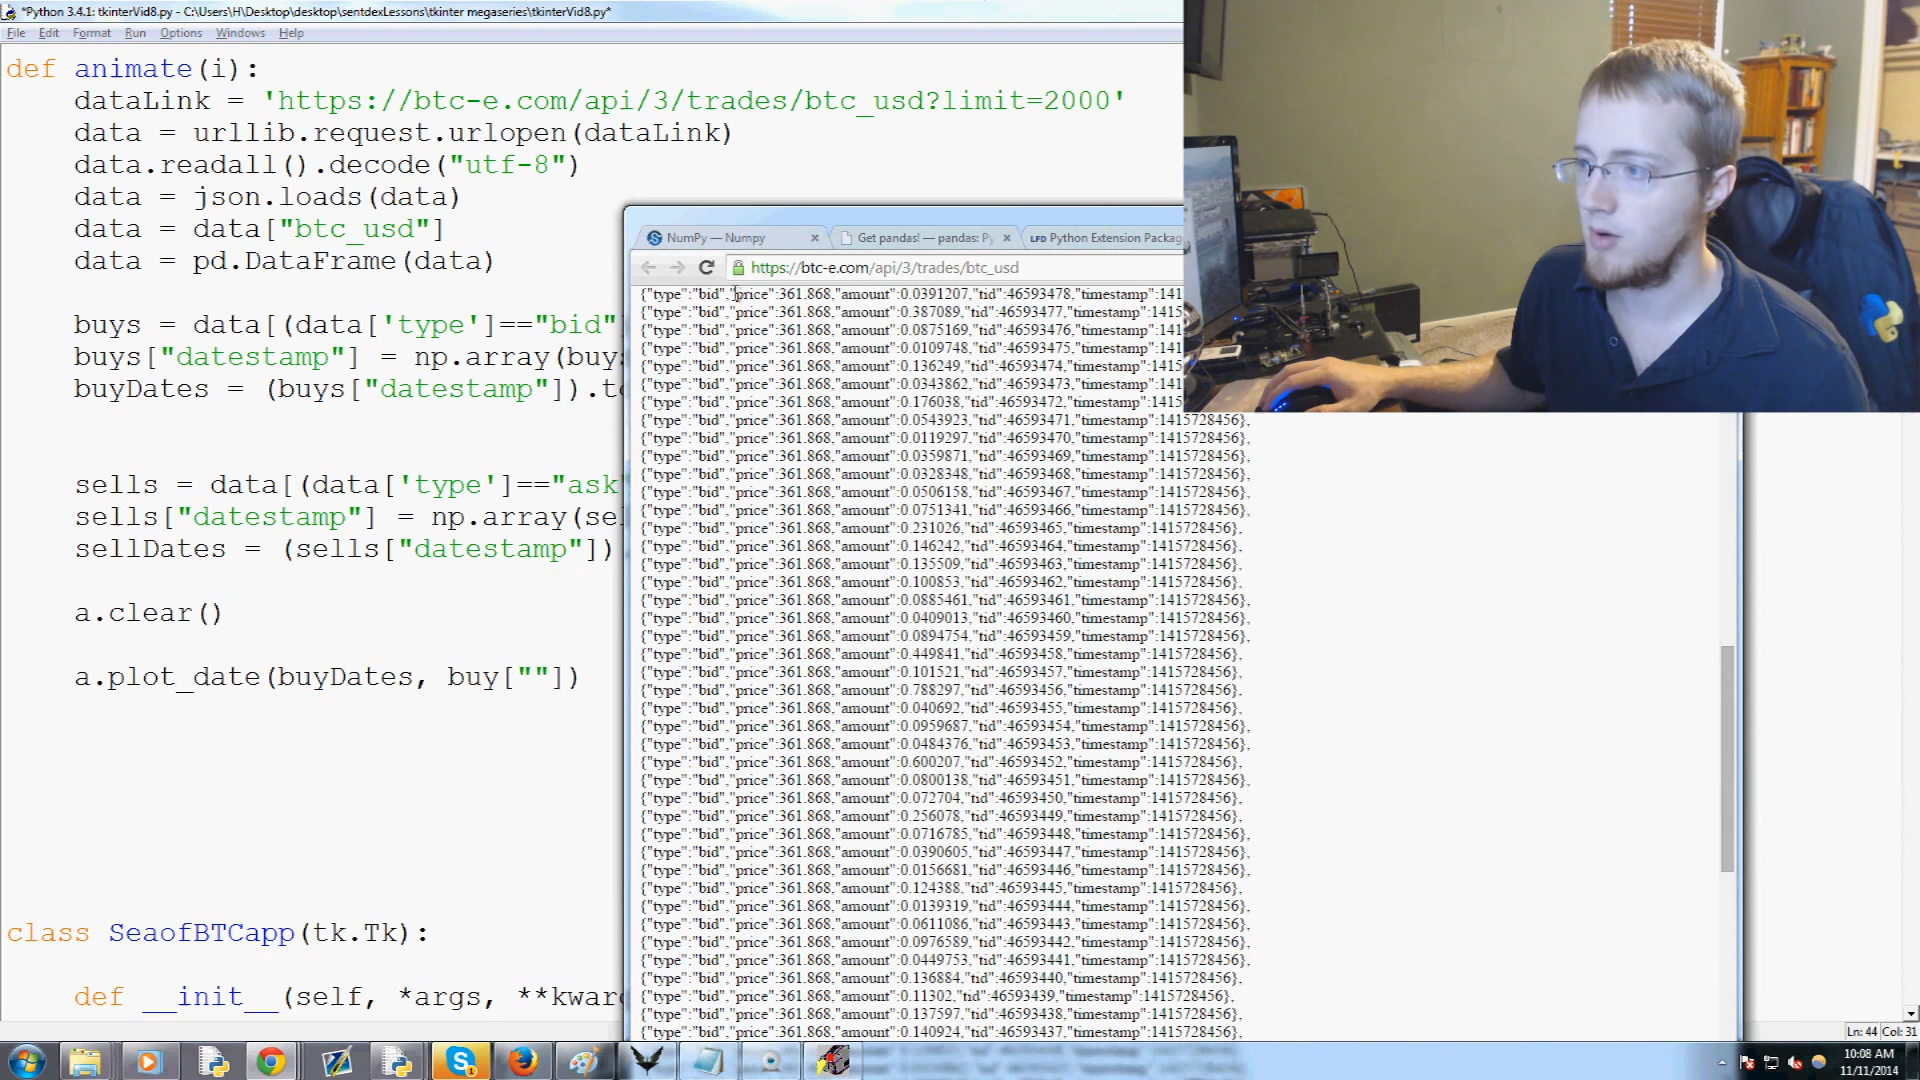 *Python 3.4.1: tkinterVid8.py - C:\Users\H\Desktop\desktop\sentdexLessons\tkinter megaseries\tkinterVid8.py*
File Edit Format Run Options Windows Help
def animate(i):
dataLink = 'https://btc-e.com/api/3/trades/btc_usd?limit=2000'
data = urllib.request.urlopen(dataLink)
data.readall().decode("utf-8")
data = json.loads(data)
data = data["btc_usd"]
data = pd.DataFrame(data)
buys = data[(data['type']=="bid"
buys["datestamp"] = np.array(buys
buyDates = (buys["datestamp"]).to
sells = data[(data['type']=="ask"
sells["datestamp"] = np.array(sel
sellDates = (sells["datestamp"])
a.clear()
a.plot_date(buyDates, buy[""])
class SeaofBTCapp(tk.Tk):
def __init__(self, *args, **kwarg
NumPy — Numpy
Get pandas! — pandas: Py
LFD Python Extension Packag
https://btc-e.com/api/3/trades/btc_usd
{"type":"bid","price":361.868,"amount":0.0391207,"tid":46593478,"timestamp":141
{"type":"bid","price":361.868,"amount":0.387089,"tid":46593477,"timestamp":1415
{"type":"bid","price":361.868,"amount":0.0875169,"tid":46593476,"timestamp":141
{"type":"bid","price":361.868,"amount":0.0109748,"tid":46593475,"timestamp":141
{"type":"bid","price":361.868,"amount":0.136249,"tid":46593474,"timestamp":1415
{"type":"bid","price":361.868,"amount":0.0343862,"tid":46593473,"timestamp":141
{"type":"bid","price":361.868,"amount":0.176038,"tid":46593472,"timestamp":1415
{"type":"bid","price":361.868,"amount":0.0543923,"tid":46593471,"timestamp":1415728456},
{"type":"bid","price":361.868,"amount":0.0119297,"tid":46593470,"timestamp":1415728456},
{"type":"bid","price":361.868,"amount":0.0359871,"tid":46593469,"timestamp":1415728456},
{"type":"bid","price":361.868,"amount":0.0328348,"tid":46593468,"timestamp":1415728456},
{"type":"bid","price":361.868,"amount":0.0506158,"tid":46593467,"timestamp":1415728456},
{"type":"bid","price":361.868,"amount":0.0751341,"tid":46593466,"timestamp":1415728456},
{"type":"bid","price":361.868,"amount":0.231026,"tid":46593465,"timestamp":1415728456},
{"type":"bid","price":361.868,"amount":0.146242,"tid":46593464,"timestamp":1415728456},
{"type":"bid","price":361.868,"amount":0.135509,"tid":46593463,"timestamp":1415728456},
{"type":"bid","price":361.868,"amount":0.100853,"tid":46593462,"timestamp":1415728456},
{"type":"bid","price":361.868,"amount":0.0885461,"tid":46593461,"timestamp":1415728456},
{"type":"bid","price":361.868,"amount":0.0409013,"tid":46593460,"timestamp":1415728456},
{"type":"bid","price":361.868,"amount":0.0894754,"tid":46593459,"timestamp":1415728456},
{"type":"bid","price":361.868,"amount":0.449841,"tid":46593458,"timestamp":1415728456},
{"type":"bid","price":361.868,"amount":0.101521,"tid":46593457,"timestamp":1415728456},
{"type":"bid","price":361.868,"amount":0.788297,"tid":46593456,"timestamp":1415728456},
{"type":"bid","price":361.868,"amount":0.040692,"tid":46593455,"timestamp":1415728456},
{"type":"bid","price":361.868,"amount":0.0959687,"tid":46593454,"timestamp":1415728456},
{"type":"bid","price":361.868,"amount":0.0484376,"tid":46593453,"timestamp":1415728456},
{"type":"bid","price":361.868,"amount":0.600207,"tid":46593452,"timestamp":1415728456},
{"type":"bid","price":361.868,"amount":0.0800138,"tid":46593451,"timestamp":1415728456},
{"type":"bid","price":361.868,"amount":0.072704,"tid":46593450,"timestamp":1415728456},
{"type":"bid","price":361.868,"amount":0.256078,"tid":46593449,"timestamp":1415728456},
{"type":"bid","price":361.868,"amount":0.0716785,"tid":46593448,"timestamp":1415728456},
{"type":"bid","price":361.868,"amount":0.0390605,"tid":46593447,"timestamp":1415728456},
{"type":"bid","price":361.868,"amount":0.0156681,"tid":46593446,"timestamp":1415728456},
{"type":"bid","price":361.868,"amount":0.124388,"tid":46593445,"timestamp":1415728456},
{"type":"bid","price":361.868,"amount":0.0139319,"tid":46593444,"timestamp":1415728456},
{"type":"bid","price":361.868,"amount":0.0611086,"tid":46593443,"timestamp":1415728456},
{"type":"bid","price":361.868,"amount":0.0976589,"tid":46593442,"timestamp":1415728456},
{"type":"bid","price":361.868,"amount":0.0449753,"tid":46593441,"timestamp":1415728456},
{"type":"bid","price":361.868,"amount":0.136884,"tid":46593440,"timestamp":1415728456},
{"type":"bid","price":361.868,"amount":0.11302,"tid":46593439,"timestamp":1415728456},
{"type":"bid","price":361.868,"amount":0.137597,"tid":46593438,"timestamp":1415728456},
{"type":"bid","price":361.868,"amount":0.140924,"tid":46593437,"timestamp":1415728456},
Ln: 44 Col: 31
10:08 AM
11/11/2014